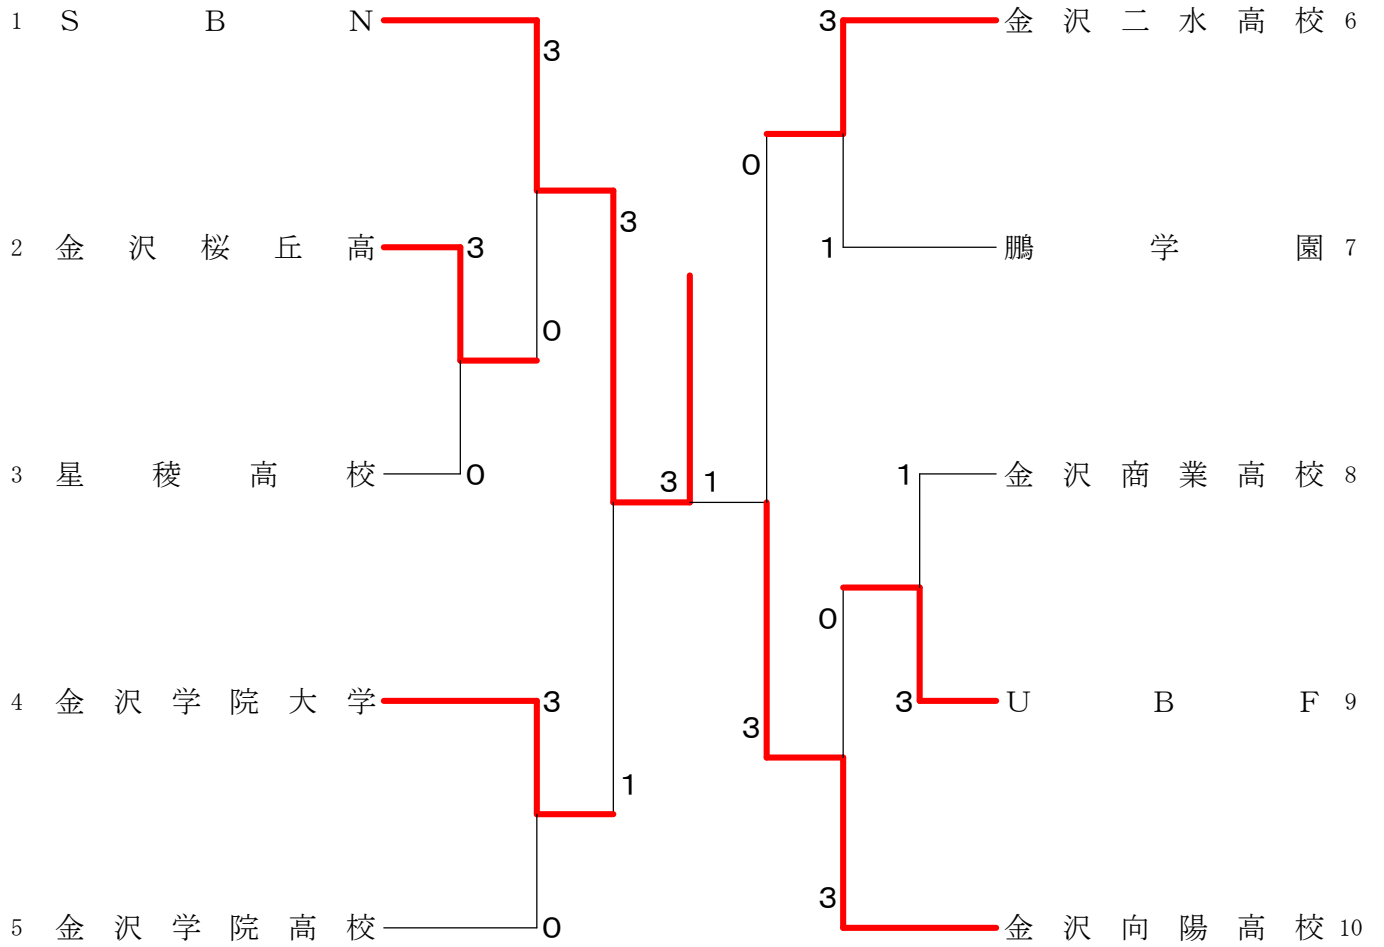 1 S B N 3 3 金沢二水高校 6
0
3
2 金沢桜丘高 3 1 鵬学園 7
0
3 星稜高校 0 3 1 1 金沢商業高校 8
0
4 金沢学院大学 3 3 U B F 9
3
1
5 金沢学院高校 0 3 金沢向陽高校 10